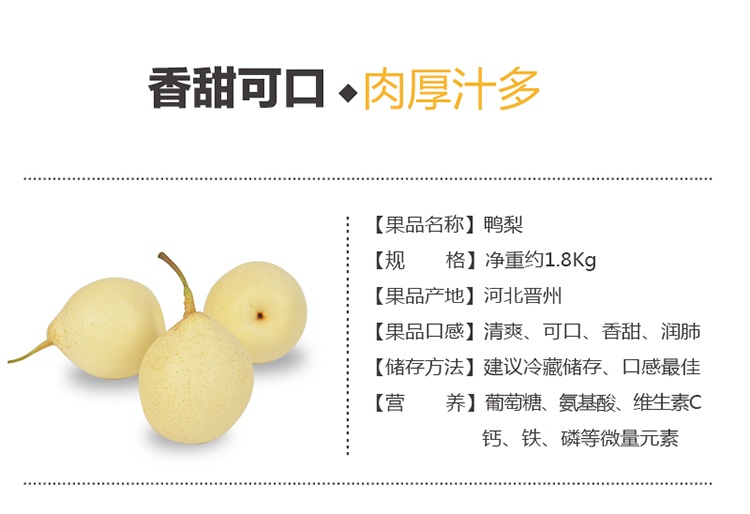 香甜可口◆肉厚汁多
【果品名称】鸭梨
【规 格】净重约1.8Kg
【果品产地】河北晋州
【果品口感】清爽、可口、香甜、润肺
【储存方法】建议冷藏储存、口感最佳
【营 养】葡萄糖、氨基酸、维生素C
钙、铁、磷等微量元素